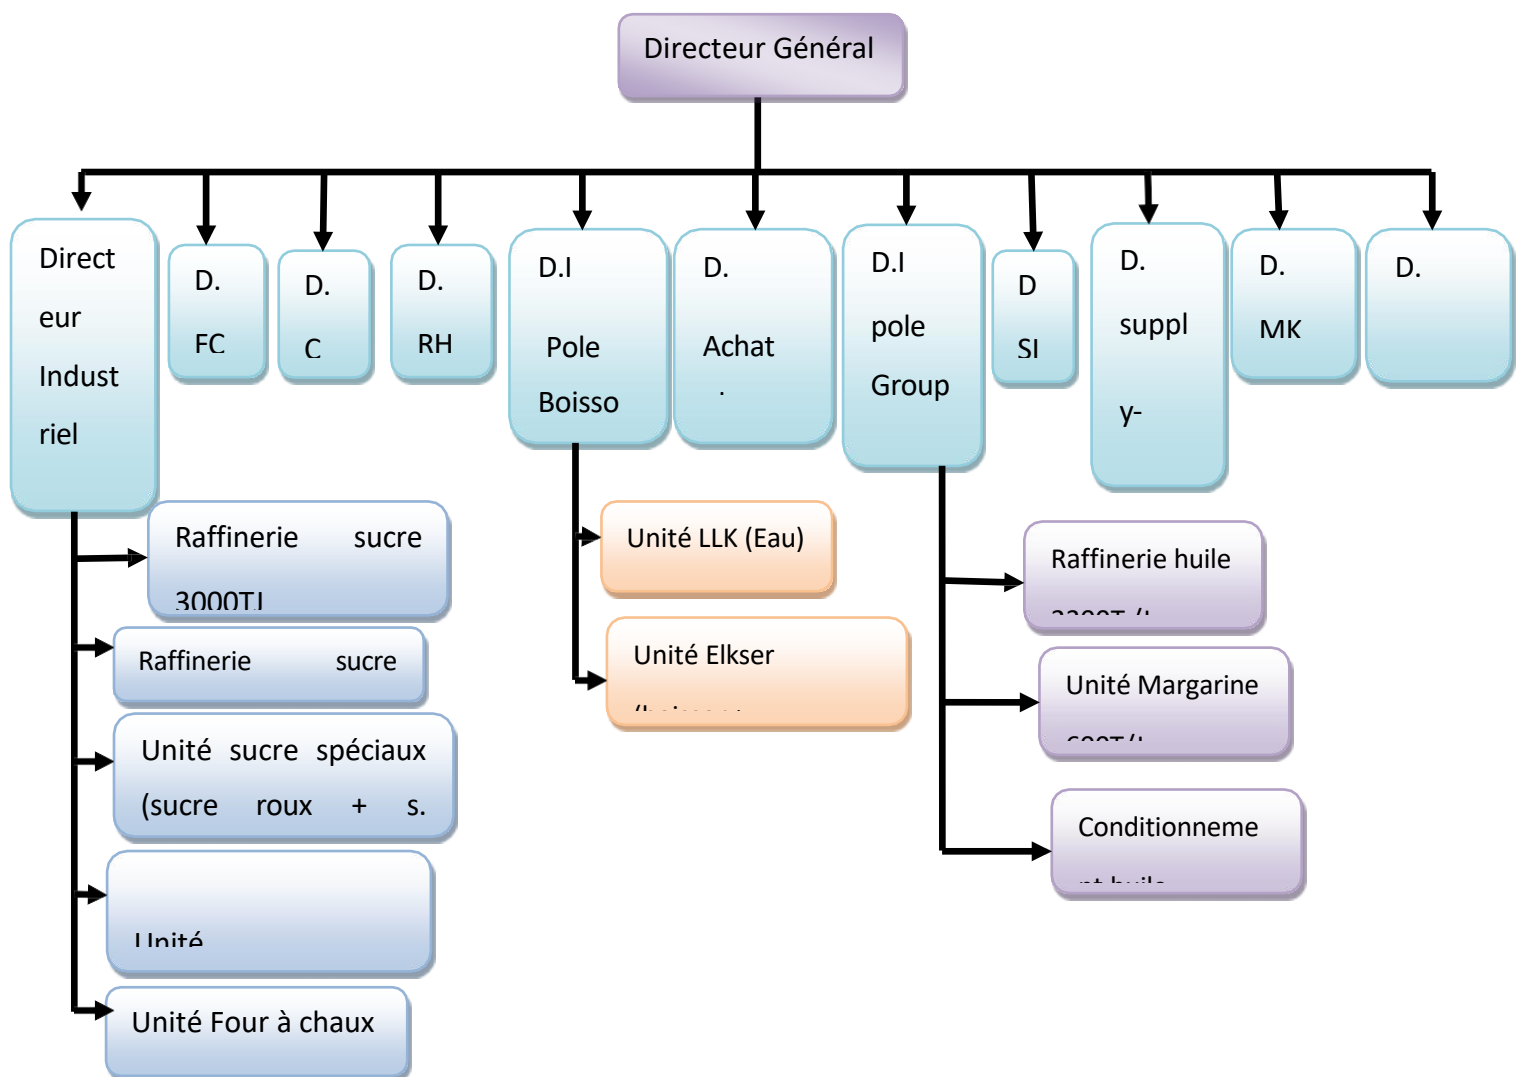 Directeur Général
Direct
eur
Indust
riel
D.
FC
D.
C
D.
RH
D.I
Pole
Boisso
D.
Achat
D.I
pole
Group
D
SI
D.
suppl
y-
D.
MK
D.
Raffinerie sucre
3000TJ
Raffinerie sucre
Unité sucre spéciaux
(sucre roux + s.
Unité
Unité Four à chaux
Unité LLK (Eau)
Unité Elkser
Raffinerie huile
Unité Margarine
Conditionneme
nt huile